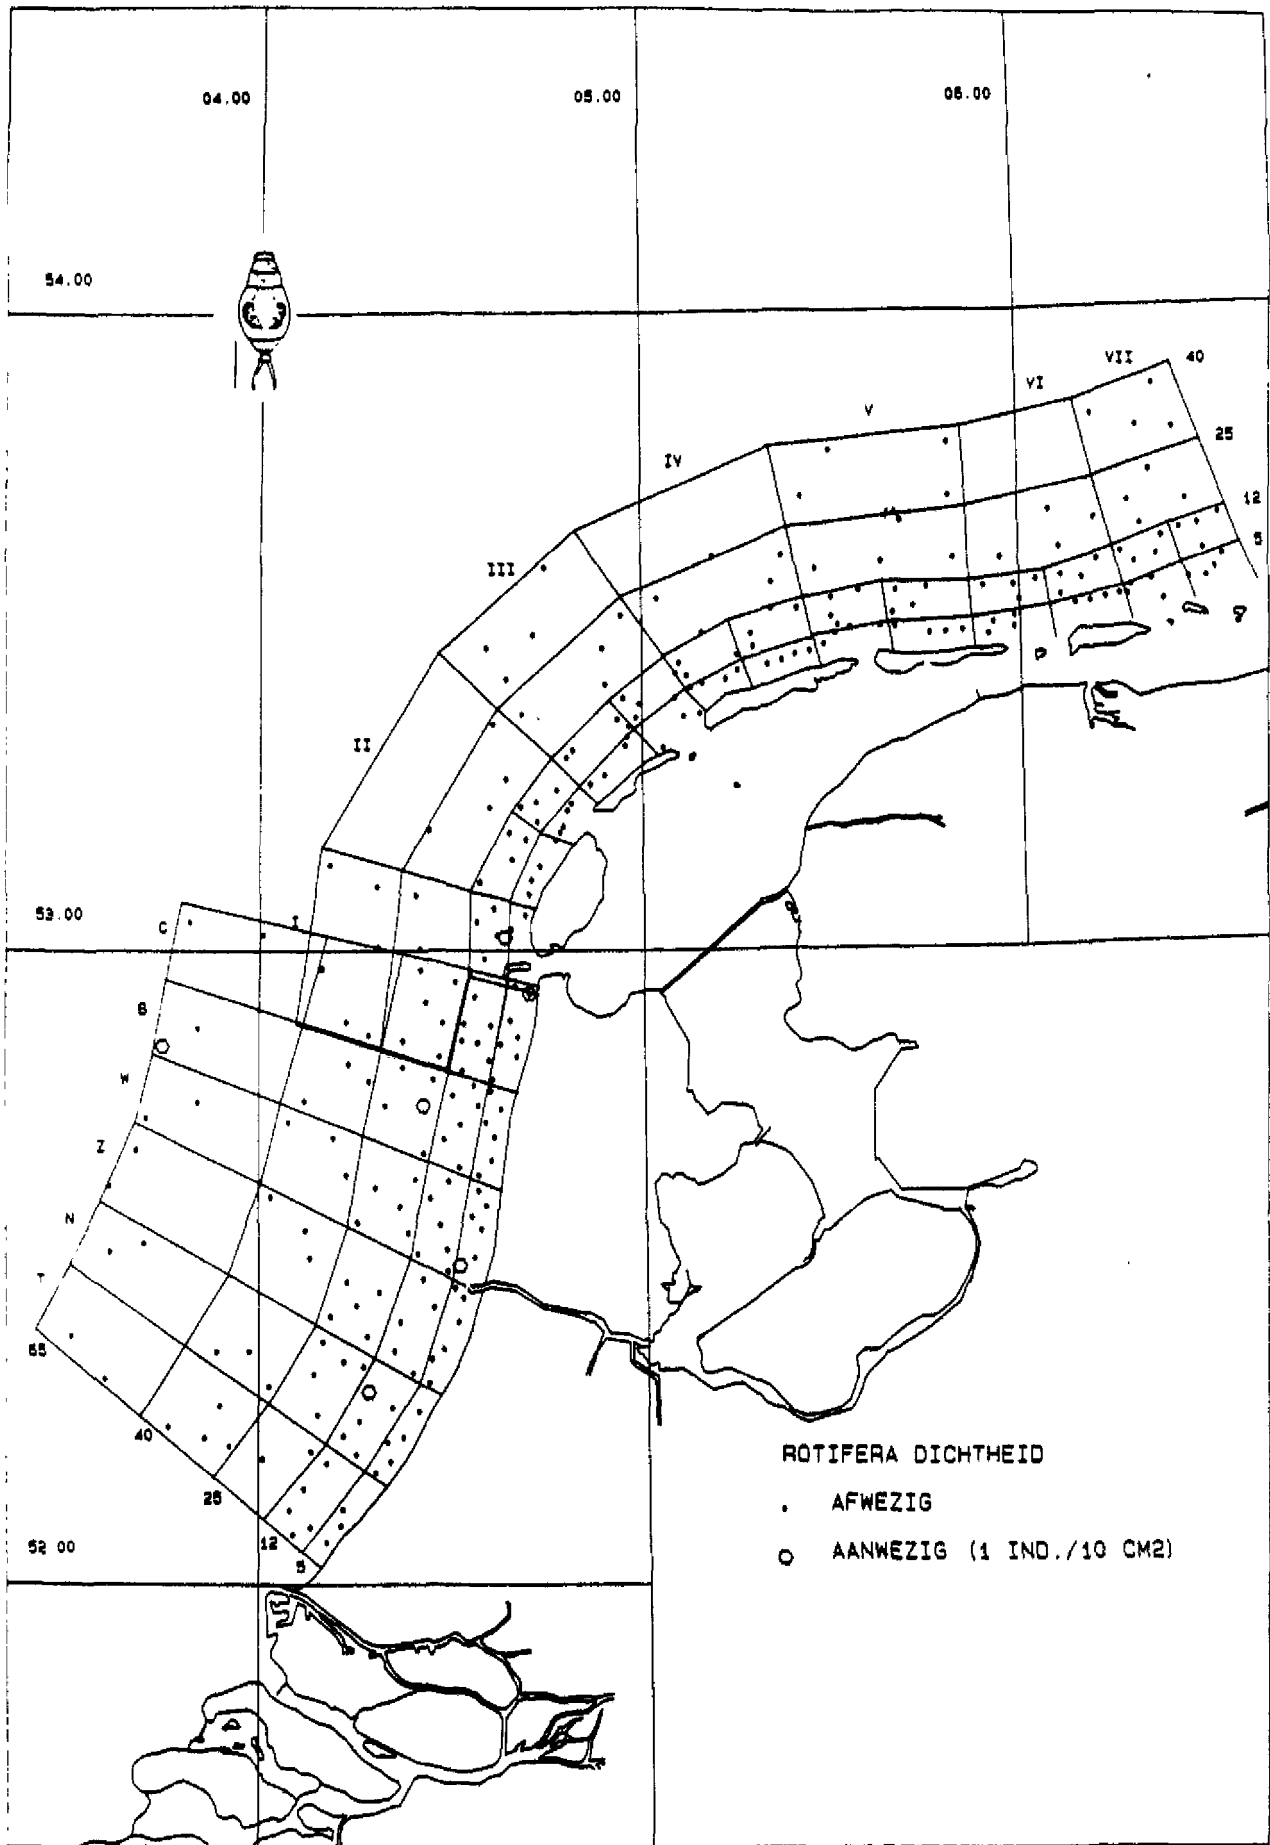 04.00
05.00
06.00
54.00
VII
40
VI
V
25
IV
12
5
III
II
53.00
C
I
B
W
Z
N
T
55
40
25
12
5
52 00
ROTIFERA DICHTHEID
. AFWEZIG
O AANWEZIG (1 IND./10 CM2)